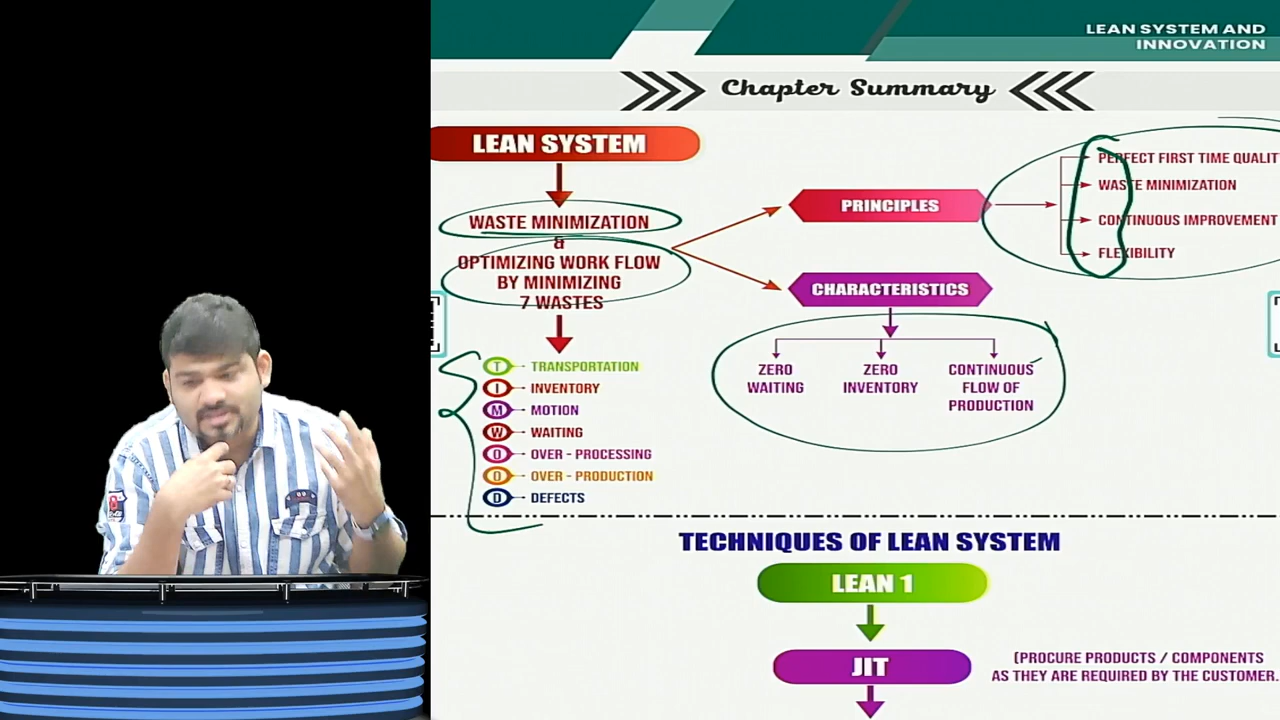 LEAN SYSTEM AND
INNOVATION
Chapter Summary
LEAN SYSTEM
WASTE MINIMIZATION
&
OPTIMIZING WORK FLOW
BY MINIMIZING
7 WASTES
T - TRANSPORTATION
I - INVENTORY
M - MOTION
W - WAITING
O - OVER - PROCESSING
O - OVER - PRODUCTION
D - DEFECTS
PRINCIPLES
PERFECT FIRST TIME QUALIT
WASTE MINIMIZATION
CONTINUOUS IMPROVEMENT
FLEXIBILITY
CHARACTERISTICS
ZERO
WAITING
ZERO
INVENTORY
CONTINUOUS
FLOW OF
PRODUCTION
TECHNIQUES OF LEAN SYSTEM
LEAN 1
JIT
(PROCURE PRODUCTS / COMPONENTS
AS THEY ARE REQUIRED BY THE CUSTOMER.